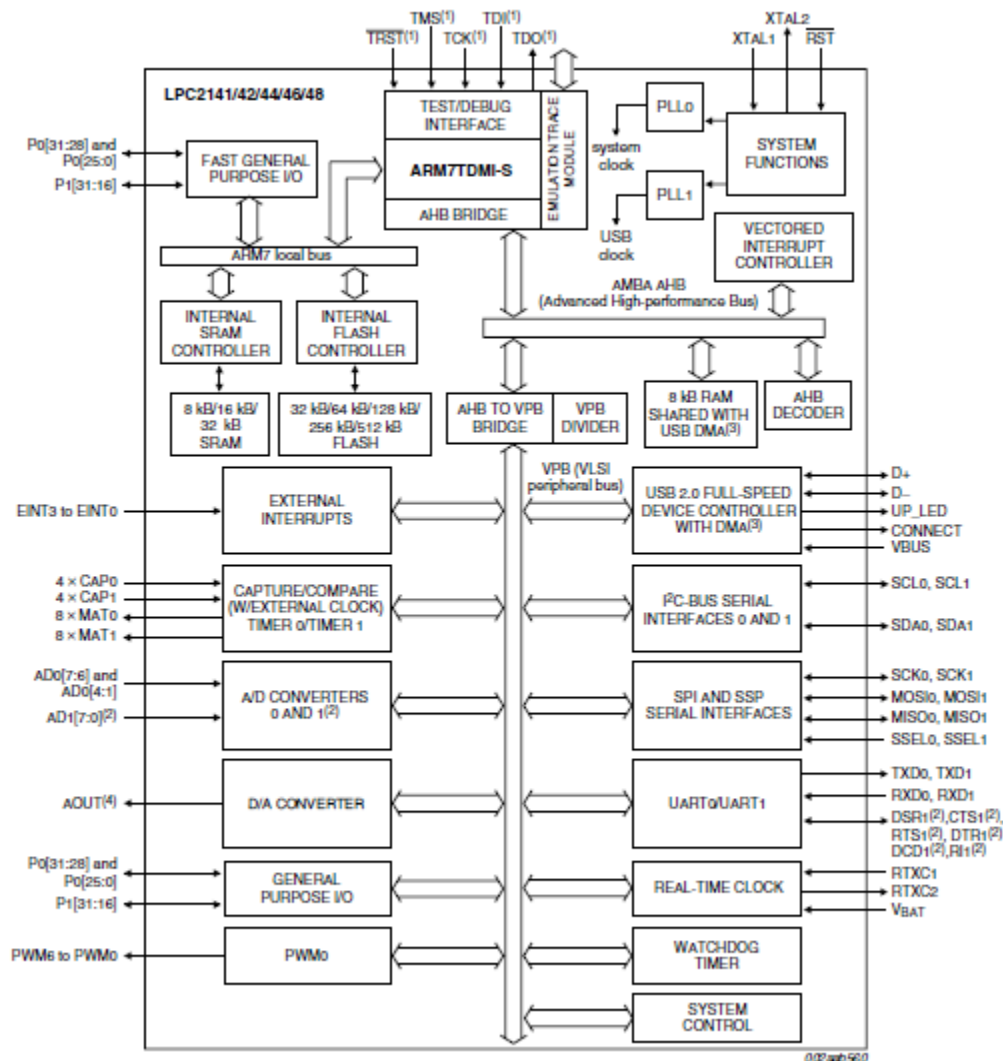 XTAL2
TMS(1) TDI(1)
TRST(1) TCK(1) TDO(1)
XTAL1 RST
LPC2141/42/44/46/48
TEST/DEBUG
INTERFACE
ARM7TDMI-S
AHB BRIDGE
EMULATION TRACE
MODULE
PLL0
system
clock
PLL1
USB
clock
SYSTEM
FUNCTIONS
VECTORED
INTERRUPT
CONTROLLER
P0[31:28] and
P0[25:0]
P1[31:16]
FAST GENERAL
PURPOSE I/O
ARM7 local bus
AMBA AHB
(Advanced High-performance Bus)
INTERNAL
SRAM
CONTROLLER
INTERNAL
FLASH
CONTROLLER
8 kB/16 kB/
32 kB
SRAM
32 kB/64 kB/128 kB/
256 kB/512 kB
FLASH
AHB TO VPB
BRIDGE
VPB
DIVIDER
8 kB RAM
SHARED WITH
USB DMA(3)
AHB
DECODER
VPB (VLSI
peripheral bus)
EINT3 to EINT0
EXTERNAL
INTERRUPTS
USB 2.0 FULL-SPEED
DEVICE CONTROLLER
WITH DMA(3)
D+
D−
UP_LED
CONNECT
VBUS
4 × CAP0
4 × CAP1
8 × MAT0
8 × MAT1
CAPTURE/COMPARE
(W/EXTERNAL CLOCK)
TIMER 0/TIMER 1
I2C-BUS SERIAL
INTERFACES 0 AND 1
SCL0, SCL1
SDA0, SDA1
AD0[7:6] and
AD0[4:1]
AD1[7:0](2)
A/D CONVERTERS
0 AND 1(2)
SPI AND SSP
SERIAL INTERFACES
SCK0, SCK1
MOSI0, MOSI1
MISO0, MISO1
SSEL0, SSEL1
AOUT(4)
D/A CONVERTER
UART0/UART1
TXD0, TXD1
RXD0, RXD1
DSR1(2),CTS1(2),
RTS1(2), DTR1(2)
DCD1(2),RI1(2)
P0[31:28] and
P0[25:0]
P1[31:16]
GENERAL
PURPOSE I/O
REAL-TIME CLOCK
RTXC1
RTXC2
VBAT
PWM6 to PWM0
PWM0
WATCHDOG
TIMER
SYSTEM
CONTROL